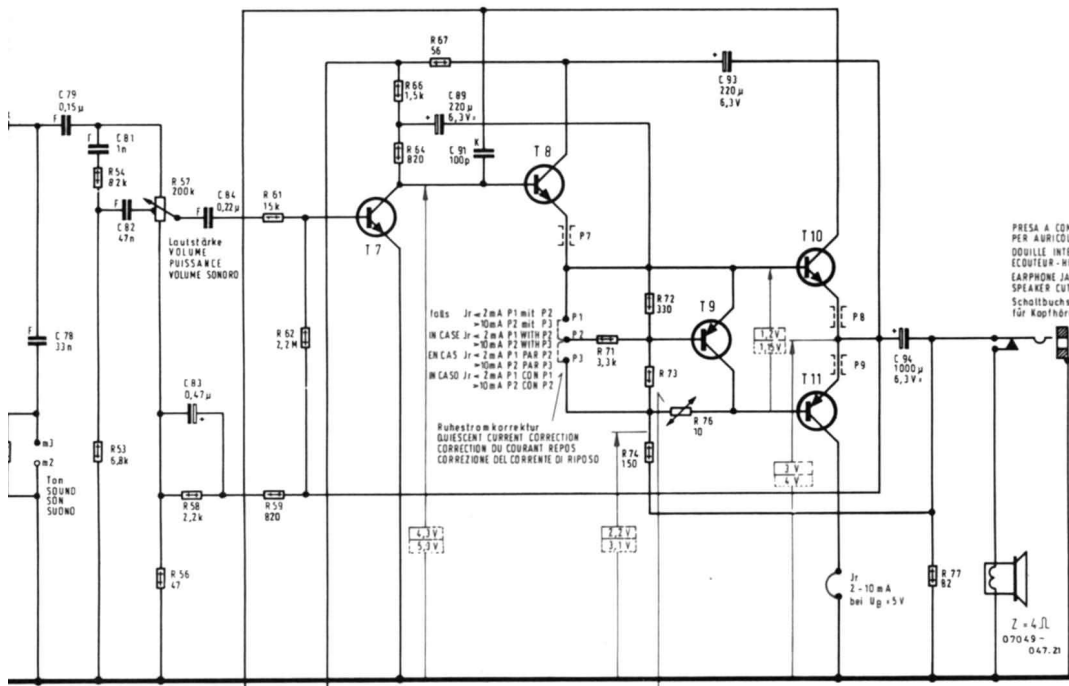 R 67
56
C 93
220 µ
6,3 V
R 66
1,5 k
C 89
220 µ
6,3 V =
C 79
0,15 µ
F
F
C 81
1n
R 64
820
K
C 91
100p
T 8
R 54
82 k
R 57
200 k
C 84
0,22 µ
R 61
15 k
F
F
C 82
47n
T 7
P 7
T 10
Lautstärke
VOLUME
PUISSANCE
VOLUME SONORO
PRESA A CON
PER AURICOL
DOUILLE INTE
ECOUTEUR - H
EARPHONE JA
SPEAKER CUT
Schaltbuchs
für Kopfhör
F
C 78
33 n
R 62
2,2 M
falls Jr < 2mA P1 mit P2
> 10mA P2 mit P3
IN CASE Jr < 2mA P1 WITH P2
> 10mA P2 WITH P3
EN CAS Jr < 2mA P1 PAR P2
> 10mA P2 PAR P3
IN CASO Jr < 2mA P1 CON P1
> 10mA P2 CON P2
P1
P2
P3
R 72
330
T 9
R 71
3,3 k
R 73
1,2 V
1,15 V
P 8
P 9
C 94
1000 µ
6,3 V =
T 11
C 83
0,47 µ
R 76
10
Ruhestromkorrektur
QUIESCENT CURRENT CORRECTION
CORRECTION DU COURANT REPOS
CORREZIONE DEL CORRENTE DI RIPOSO
R 74
150
3 V
4 V
m3
m2
R 53
6,8 k
Ton
SOUND
SON
SUONO
R 58
2,2 k
R 59
820
4,3 V
5,3 V
2,2 V
3,1 V
R 56
47
Jr
2 - 10 mA
bei UB = 5 V
R 77
82
Z = 4 Ω
07049 -
047.21